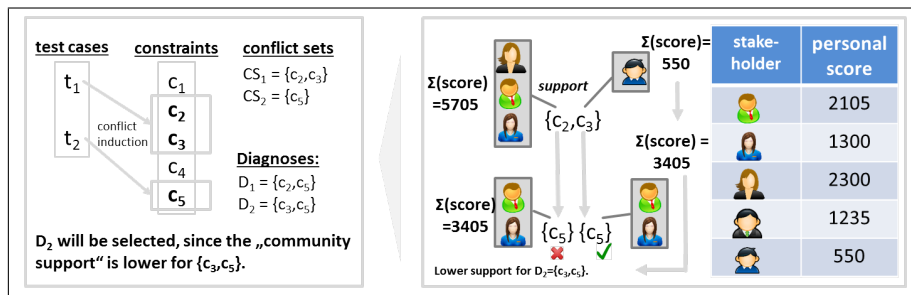 test cases
constraints
conflict sets
t1
t2
conflict
induction
c1
c2
c3
c4
c5
CS1 = {c2,c3}
CS2 = {c5}
Diagnoses:
D1 = {c2,c5}
D2 = {c3,c5}
D2 will be selected, since the „community
support“ is lower for {c3,c5}.
Σ(score)
=5705
support
{c2,c3}
Σ(score)=
550
Σ(score)=
3405
Σ(score)
=3405
{c5}
{c5}
Lower support for D2={c3,c5}.
stake-
holder
personal
score
2105
1300
2300
1235
550